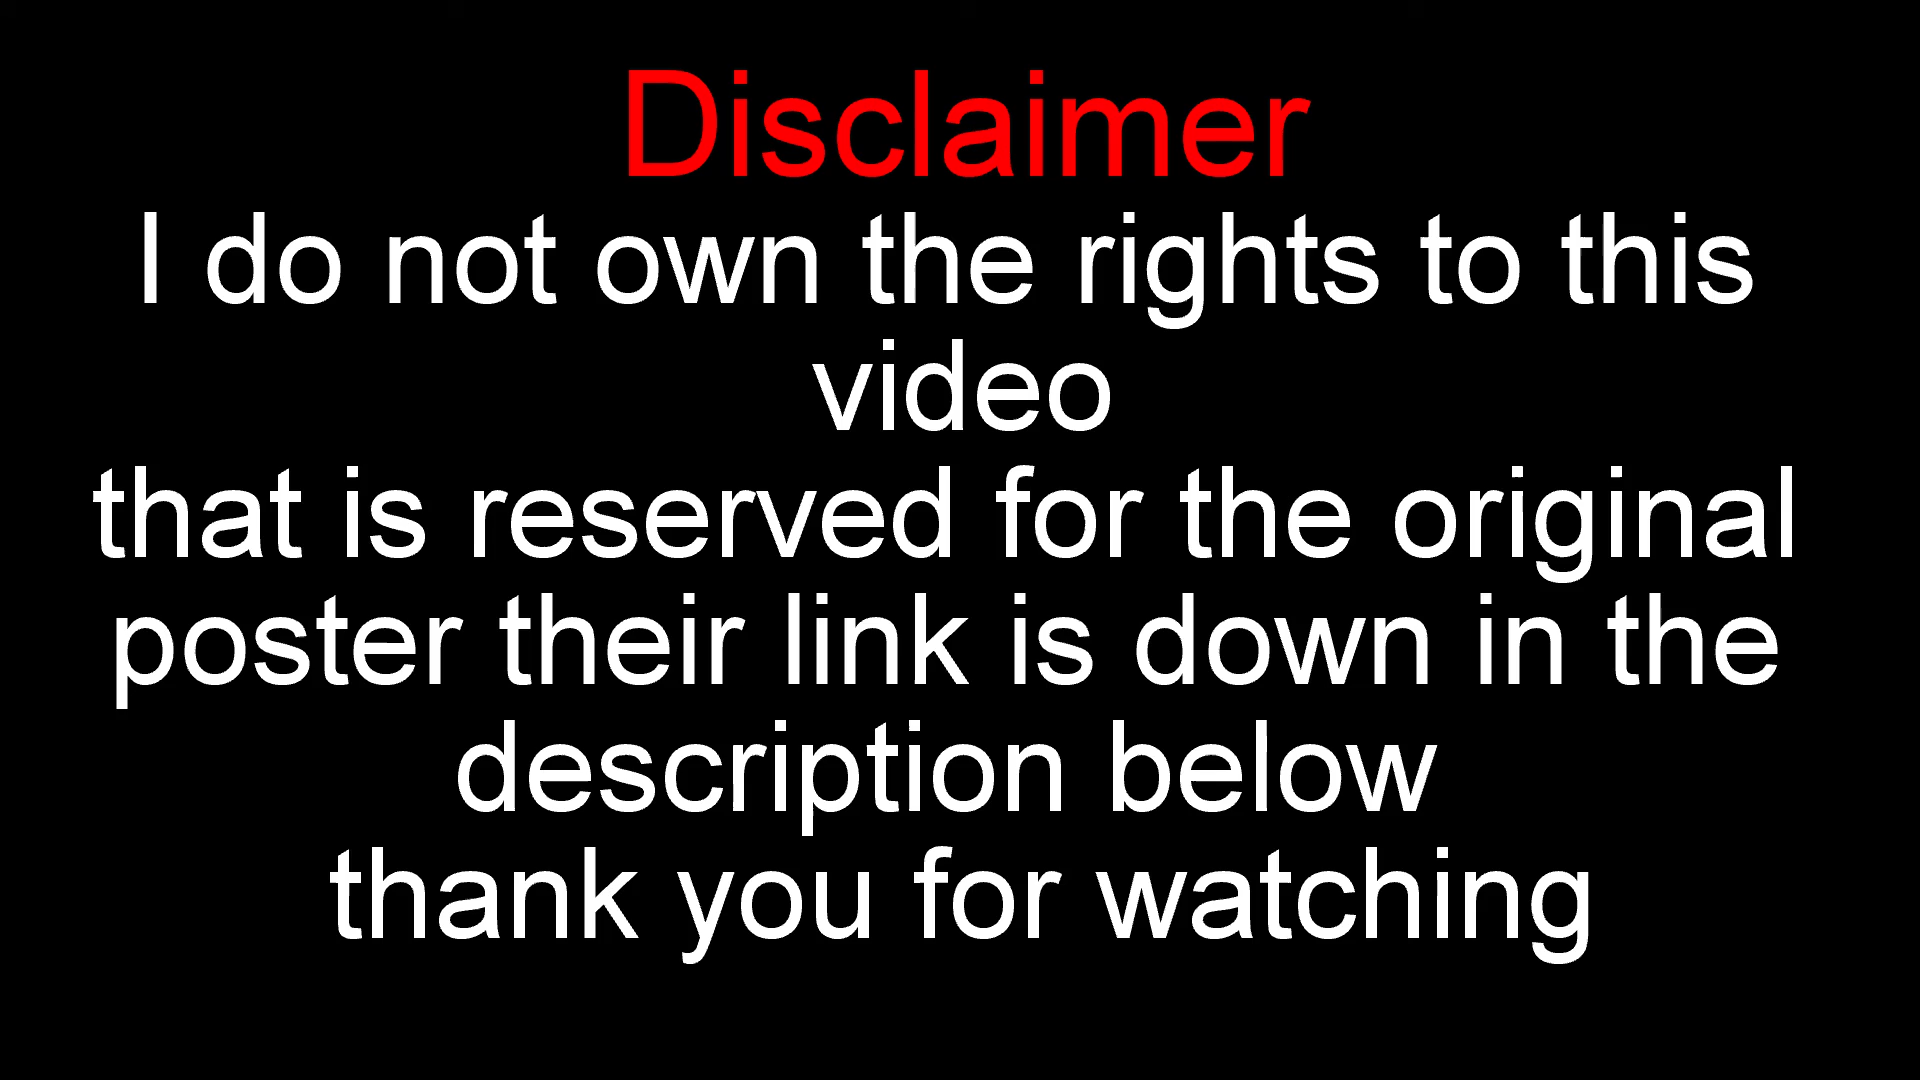 Disclaimer
I do not own the rights to this
video
that is reserved for the original
poster their link is down in the
description below
thank you for watching